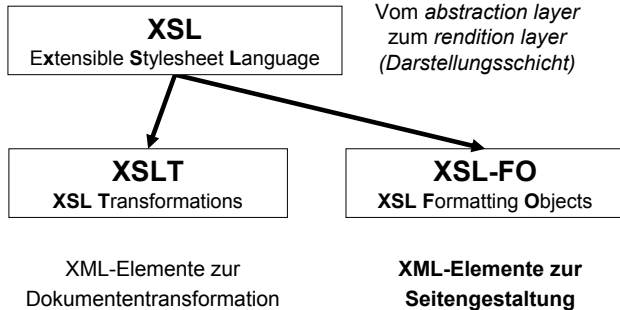 XSL
Extensible Stylesheet Language
Vom abstraction layer
zum rendition layer
(Darstellungsschicht)
XSLT
XSL Transformations
XSL-FO
XSL Formatting Objects
XML-Elemente zur
Dokumententransformation
XML-Elemente zur
Seitengestaltung